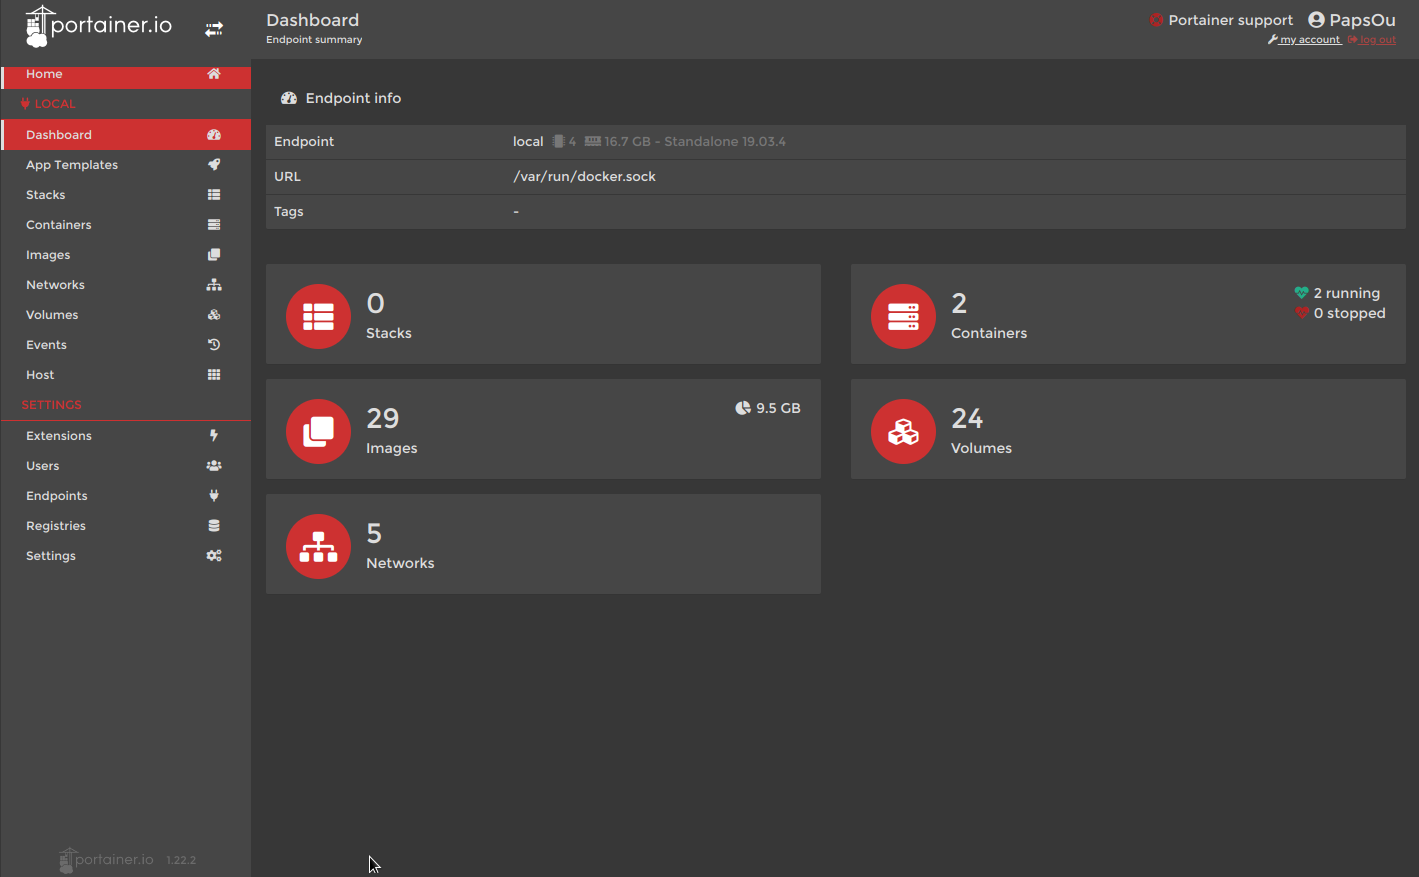 portainer.io
Dashboard
Endpoint summary
Portainer support PapsOu
my account log out
Home
LOCAL
Dashboard
App Templates
Stacks
Containers
Images
Networks
Volumes
Events
Host
SETTINGS
Extensions
Users
Endpoints
Registries
Settings
portainer.io 1.22.2
Endpoint info
Endpoint local 4 16.7 GB - Standalone 19.03.4
URL /var/run/docker.sock
Tags -
0
Stacks
2
Containers
2 running
0 stopped
29
Images
9.5 GB
24
Volumes
5
Networks